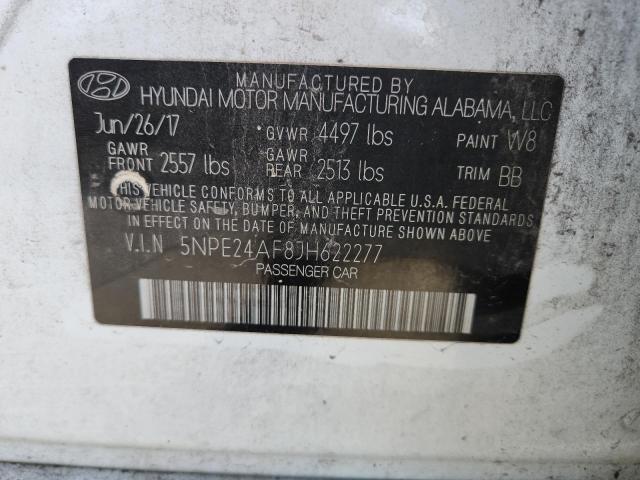 MANUFACTURED BY
HYUNDAI MOTOR MANUFACTURING ALABAMA, LLC
Jun/26/17 GVWR 4497 lbs PAINT W8
GAWR FRONT 2557 lbs GAWR REAR 2513 lbs TRIM BB
THIS VEHICLE CONFORMS TO ALL APPLICABLE U.S.A. FEDERAL
MOTOR VEHICLE SAFETY, BUMPER, AND THEFT PREVENTION
STANDARDS IN EFFECT ON THE DATE OF MANUFACTURE SHOWN ABOVE.
V.I.N 5NPE24AF8JH622277
PASSENGER CAR